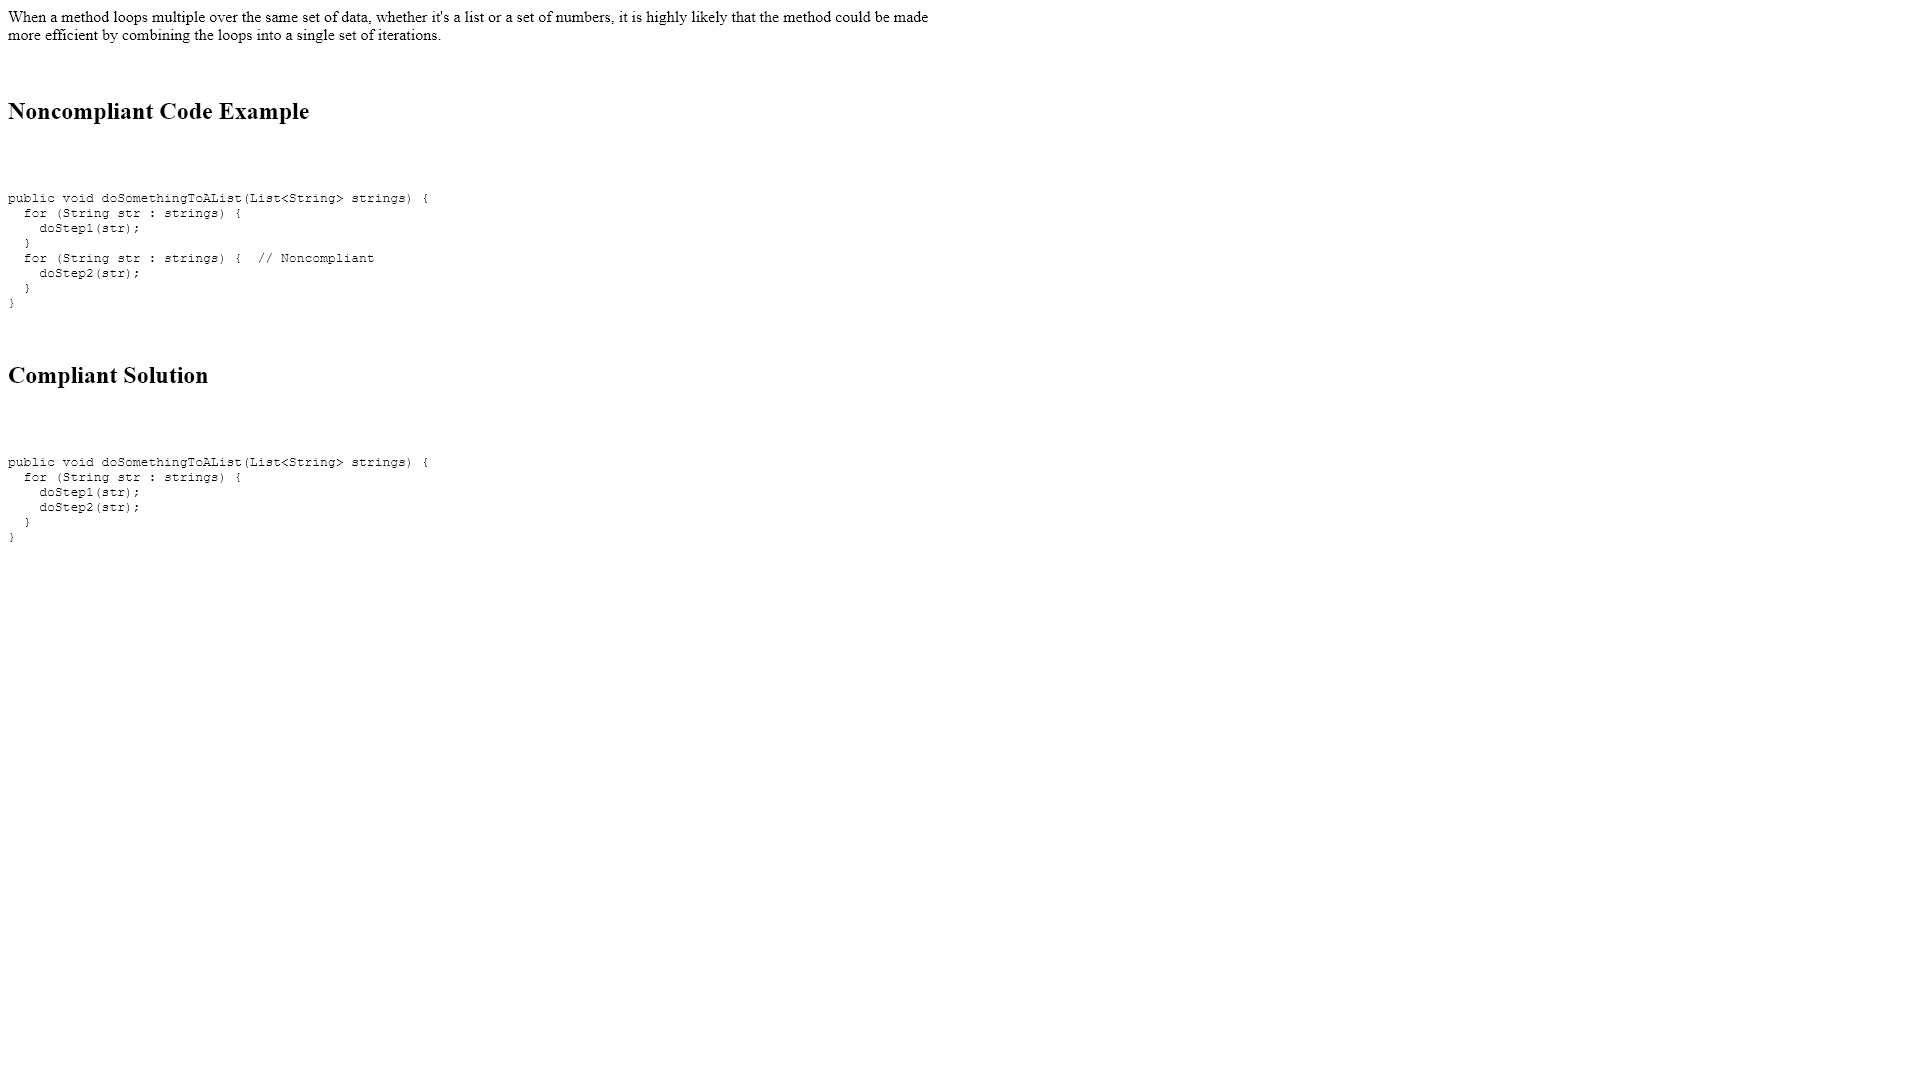 When a method loops multiple over the same set of data, whether it's a list or a set of numbers, it is highly likely that the method could be made
more efficient by combining the loops into a single set of iterations.
Noncompliant Code Example
public void doSomethingToAList(List<String> strings) {
  for (String str : strings) {
    doStep1(str);
  }
  for (String str : strings) {  // Noncompliant
    doStep2(str);
  }
}
Compliant Solution
public void doSomethingToAList(List<String> strings) {
  for (String str : strings) {
    doStep1(str);
    doStep2(str);
  }
}